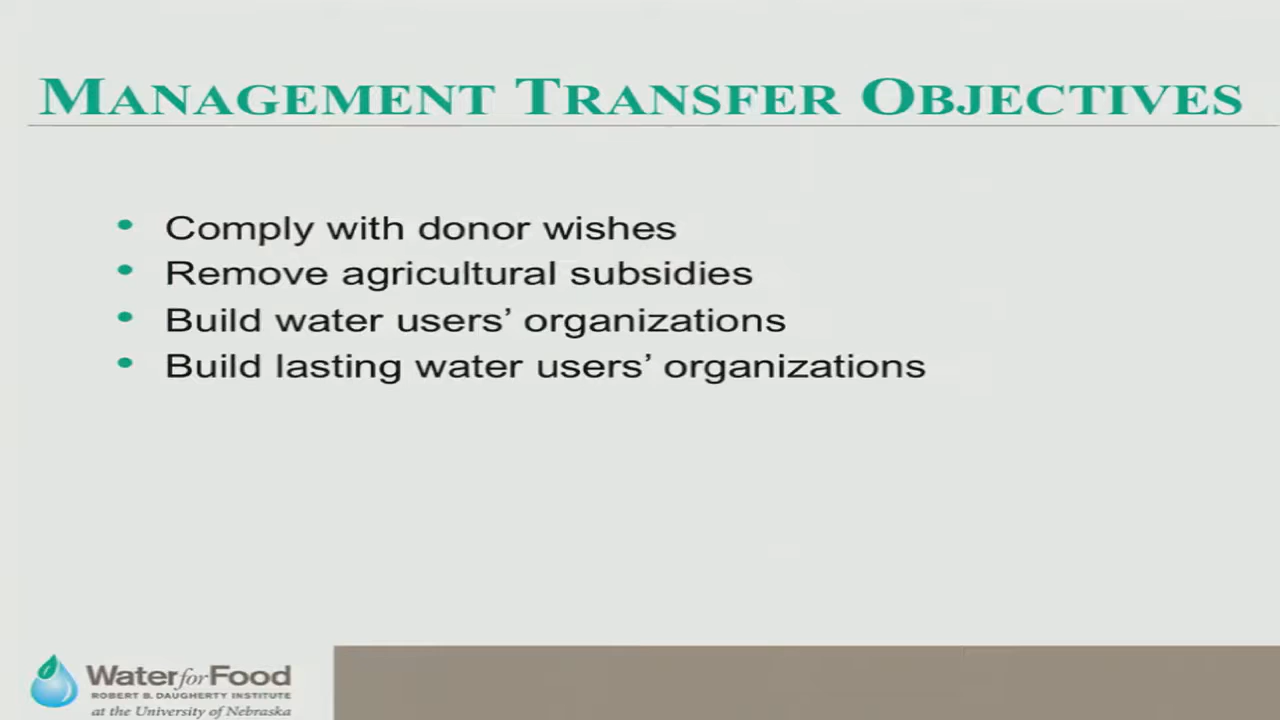 MANAGEMENT TRANSFER OBJECTIVES
• Comply with donor wishes
• Remove agricultural subsidies
• Build water users’ organizations
• Build lasting water users’ organizations
Water for Food
ROBERT B. DAUGHERTY INSTITUTE
at the University of Nebraska